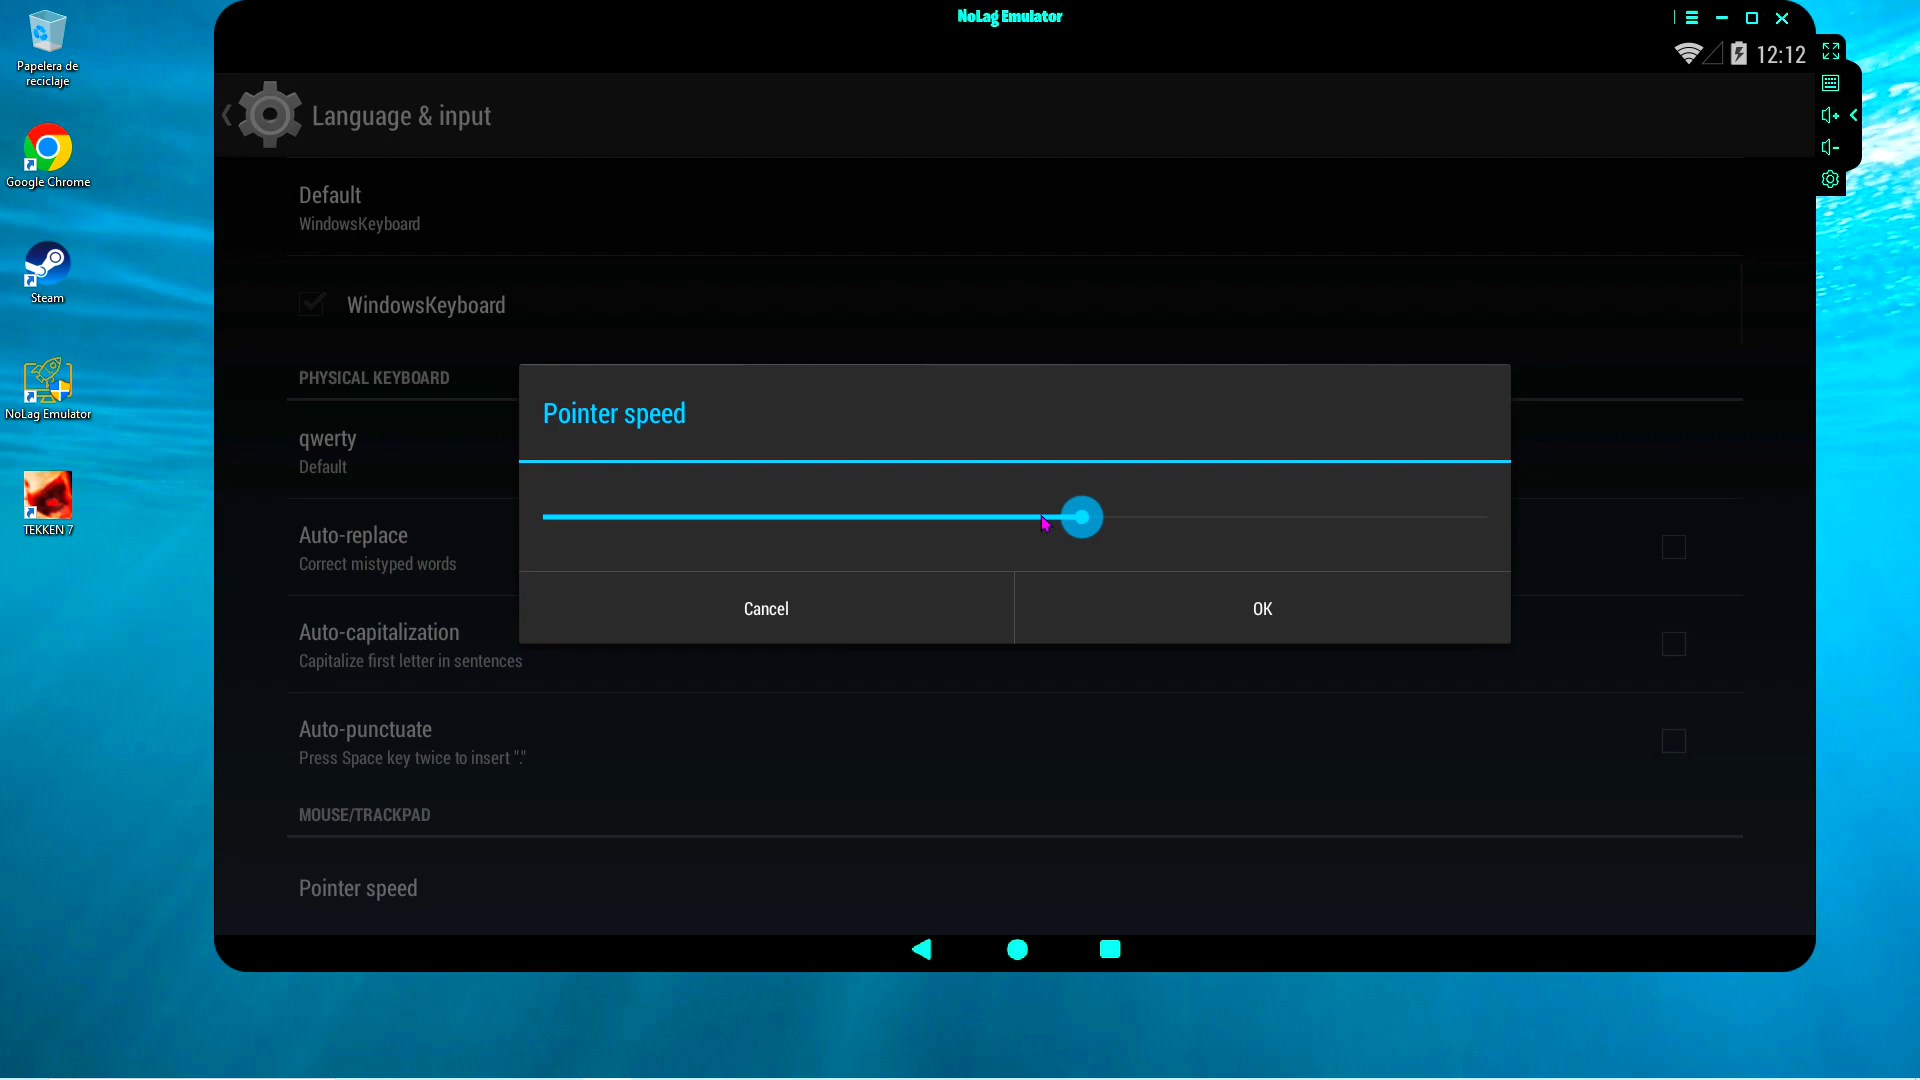 NoLag Emulator
12:12
Papelera de
reciclaje
Google Chrome
Steam
NoLag Emulator
TEKKEN 7
Language & input
Default
WindowsKeyboard
WindowsKeyboard
PHYSICAL KEYBOARD
qwerty
Default
Auto-replace
Correct mistyped words
Auto-capitalization
Capitalize first letter in sentences
Auto-punctuate
Press Space key twice to insert "."
MOUSE/TRACKPAD
Pointer speed
Pointer speed
Cancel
OK